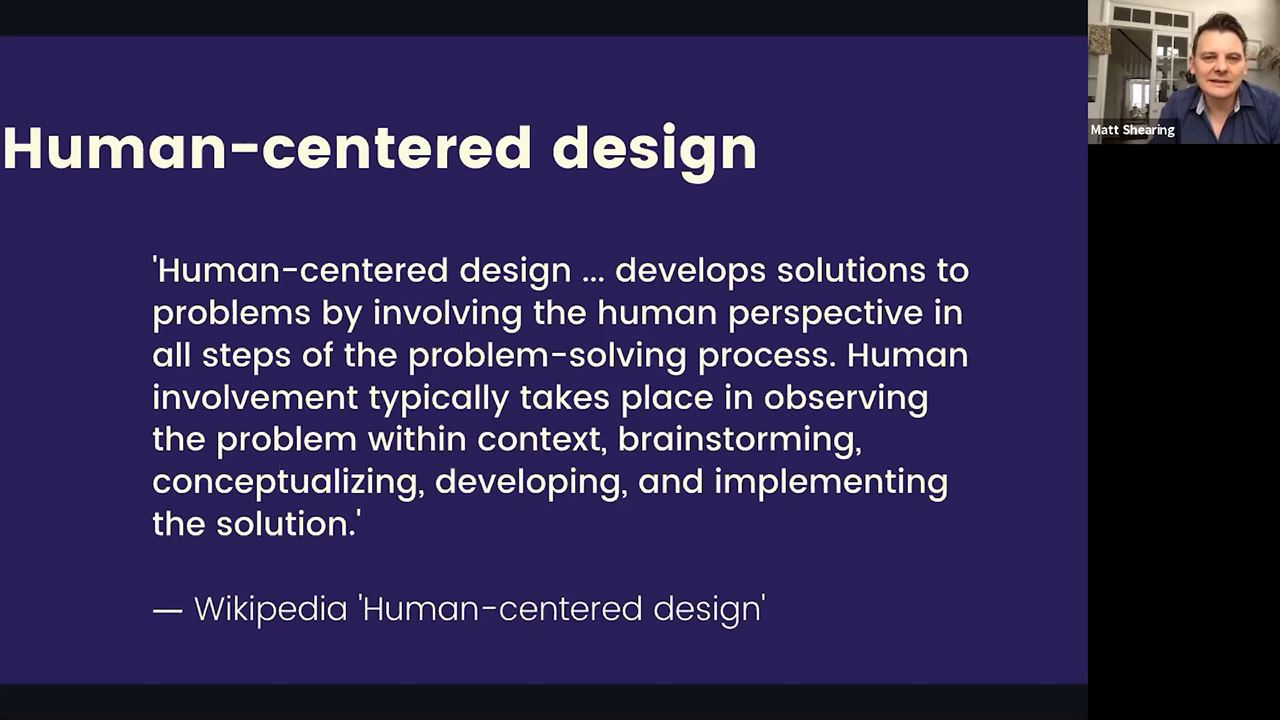 Human-centered design
'Human-centered design ... develops solutions to
problems by involving the human perspective in
all steps of the problem-solving process. Human
involvement typically takes place in observing
the problem within context, brainstorming,
conceptualizing, developing, and implementing
the solution.'
— Wikipedia 'Human-centered design'
Matt Shearing